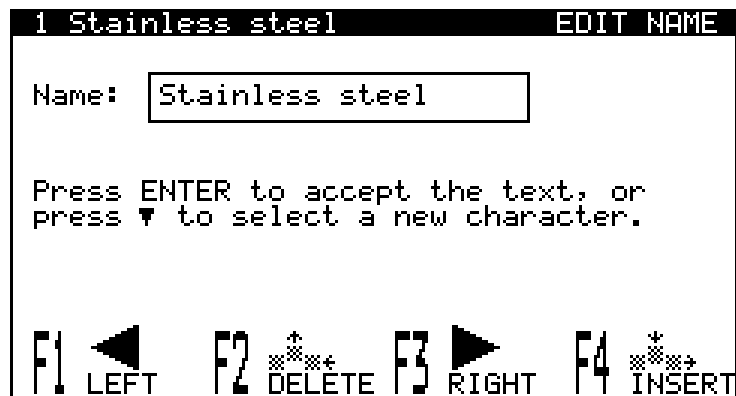 1 Stainless steel EDIT NAME
Name: Stainless steel
Press ENTER to accept the text, or
press ▼ to select a new character.
F1 LEFT F2 DELETE F3 RIGHT F4 INSERT